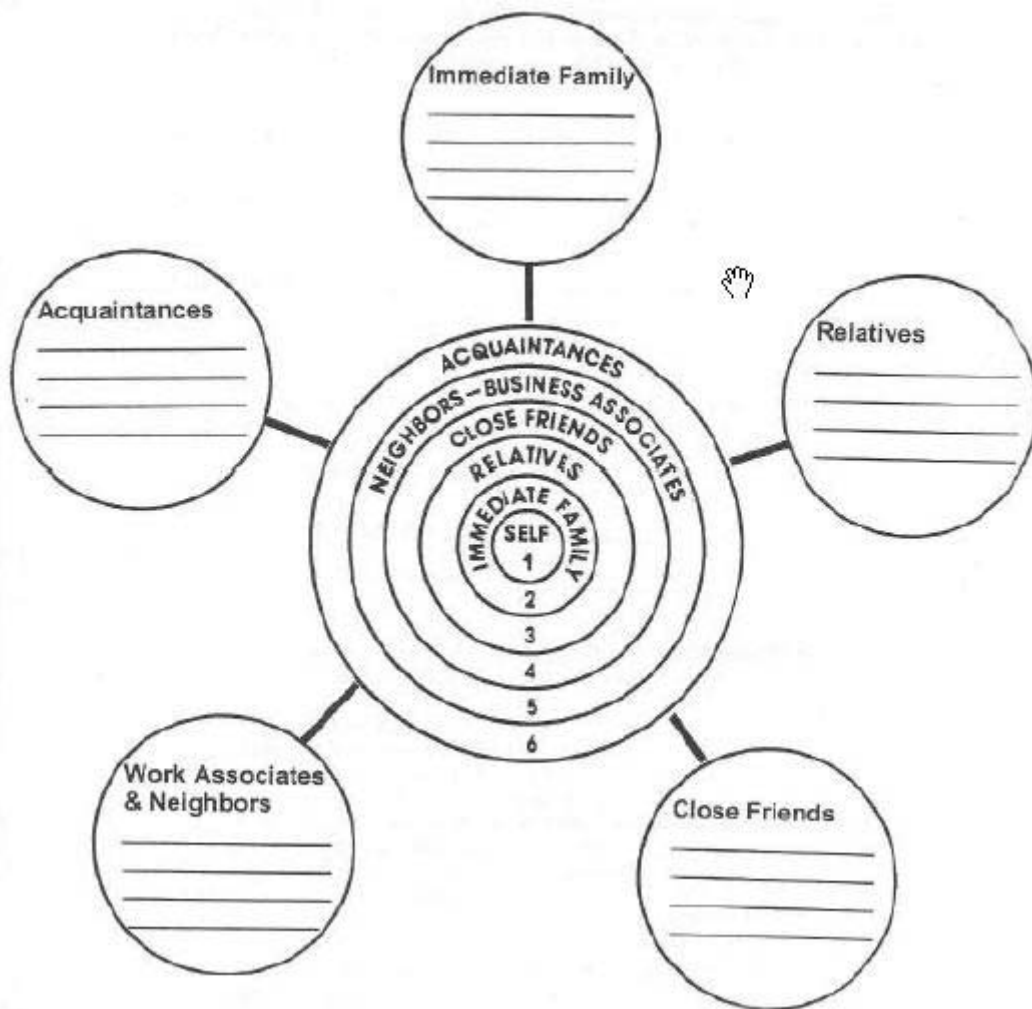 Immediate Family
Acquaintances
Relatives
ACQUAINTANCES
NEIGHBORS-BUSINESS ASSOCIATES
CLOSE FRIENDS
RELATIVES
IMMEDIATE FAMILY
SELF
1
2
3
4
5
6
Work Associates
& Neighbors
Close Friends